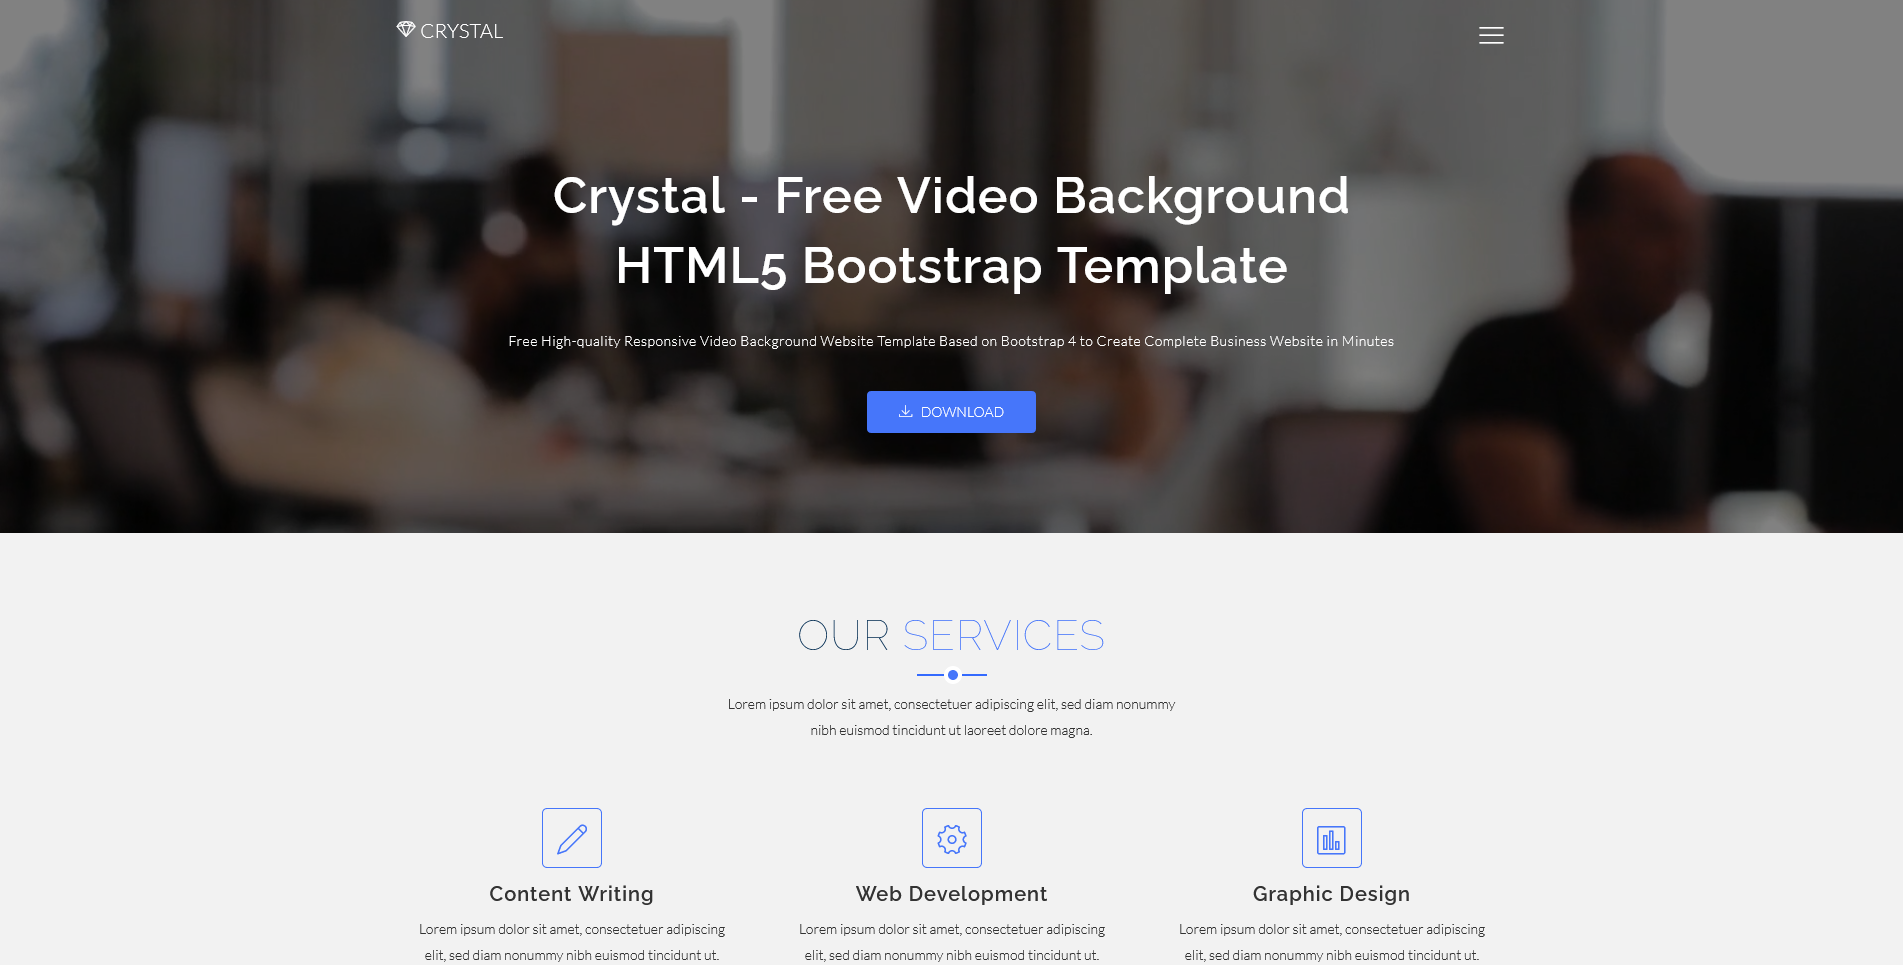 CRYSTAL
Crystal - Free Video Background
HTML5 Bootstrap Template
Free High-quality Responsive Video Background Website Template Based on Bootstrap 4 to Create Complete Business Website in Minutes
DOWNLOAD
OUR SERVICES
Lorem ipsum dolor sit amet, consectetuer adipiscing elit, sed diam nonummy
nibh euismod tincidunt ut laoreet dolore magna.
Content Writing
Lorem ipsum dolor sit amet, consectetuer adipiscing
elit, sed diam nonummy nibh euismod tincidunt ut.
Web Development
Lorem ipsum dolor sit amet, consectetuer adipiscing
elit, sed diam nonummy nibh euismod tincidunt ut.
Graphic Design
Lorem ipsum dolor sit amet, consectetuer adipiscing
elit, sed diam nonummy nibh euismod tincidunt ut.